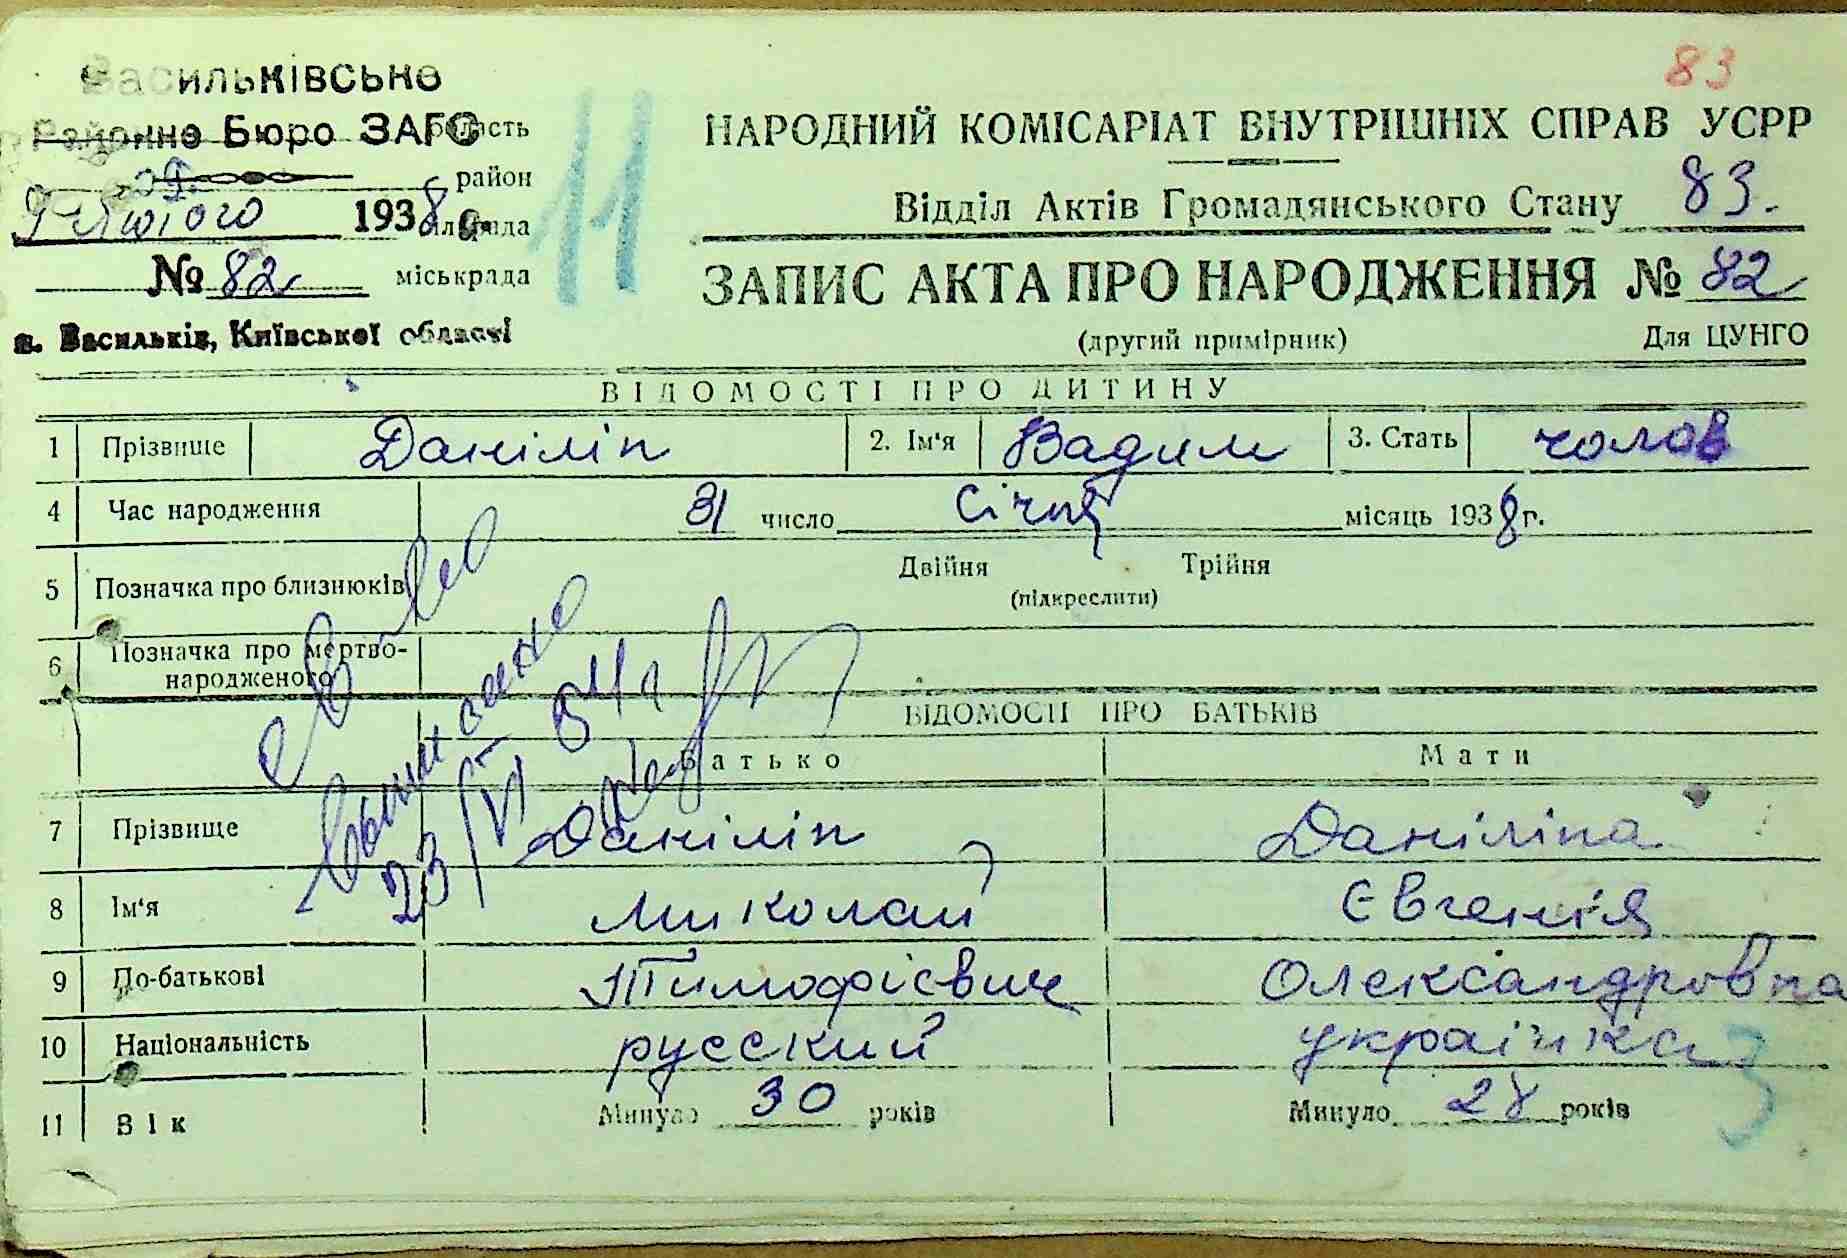 83
Васильківське
Районне Бюро ЗАГС
область
район
9 лютого 1938 р.
№ 82 міськрада
м. Васильків, Київської області
11
НАРОДНИЙ КОМІСАРІАТ ВНУТРІШНІХ СПРАВ УСРР
Відділ Актів Громадянського Стану 83.
ЗАПИС АКТА ПРО НАРОДЖЕННЯ № 82
(другий примірник) Для ЦУНГО
ВІДОМОСТІ ПРО ДИТИНУ
1 Прізвище Данілін 2. Ім'я Вадим 3. Стать чолов
4 Час народження 31 число Січня місяць 1938 г.
5 Позначка про близнюків Двійня Трійня
(підкреслити)
6 Позначка про мертво-
народженого
ВІДОМОСТІ ПРО БАТЬКІВ
Батько Мати
23/VI
7 Прізвище Данілін Даніліна
8 Ім'я Миколай Євгенія
9 По-батькові Тимофієвич Олександровна
10 Національність русский українка
11 Вік Минуло 30 років Минуло 28 років